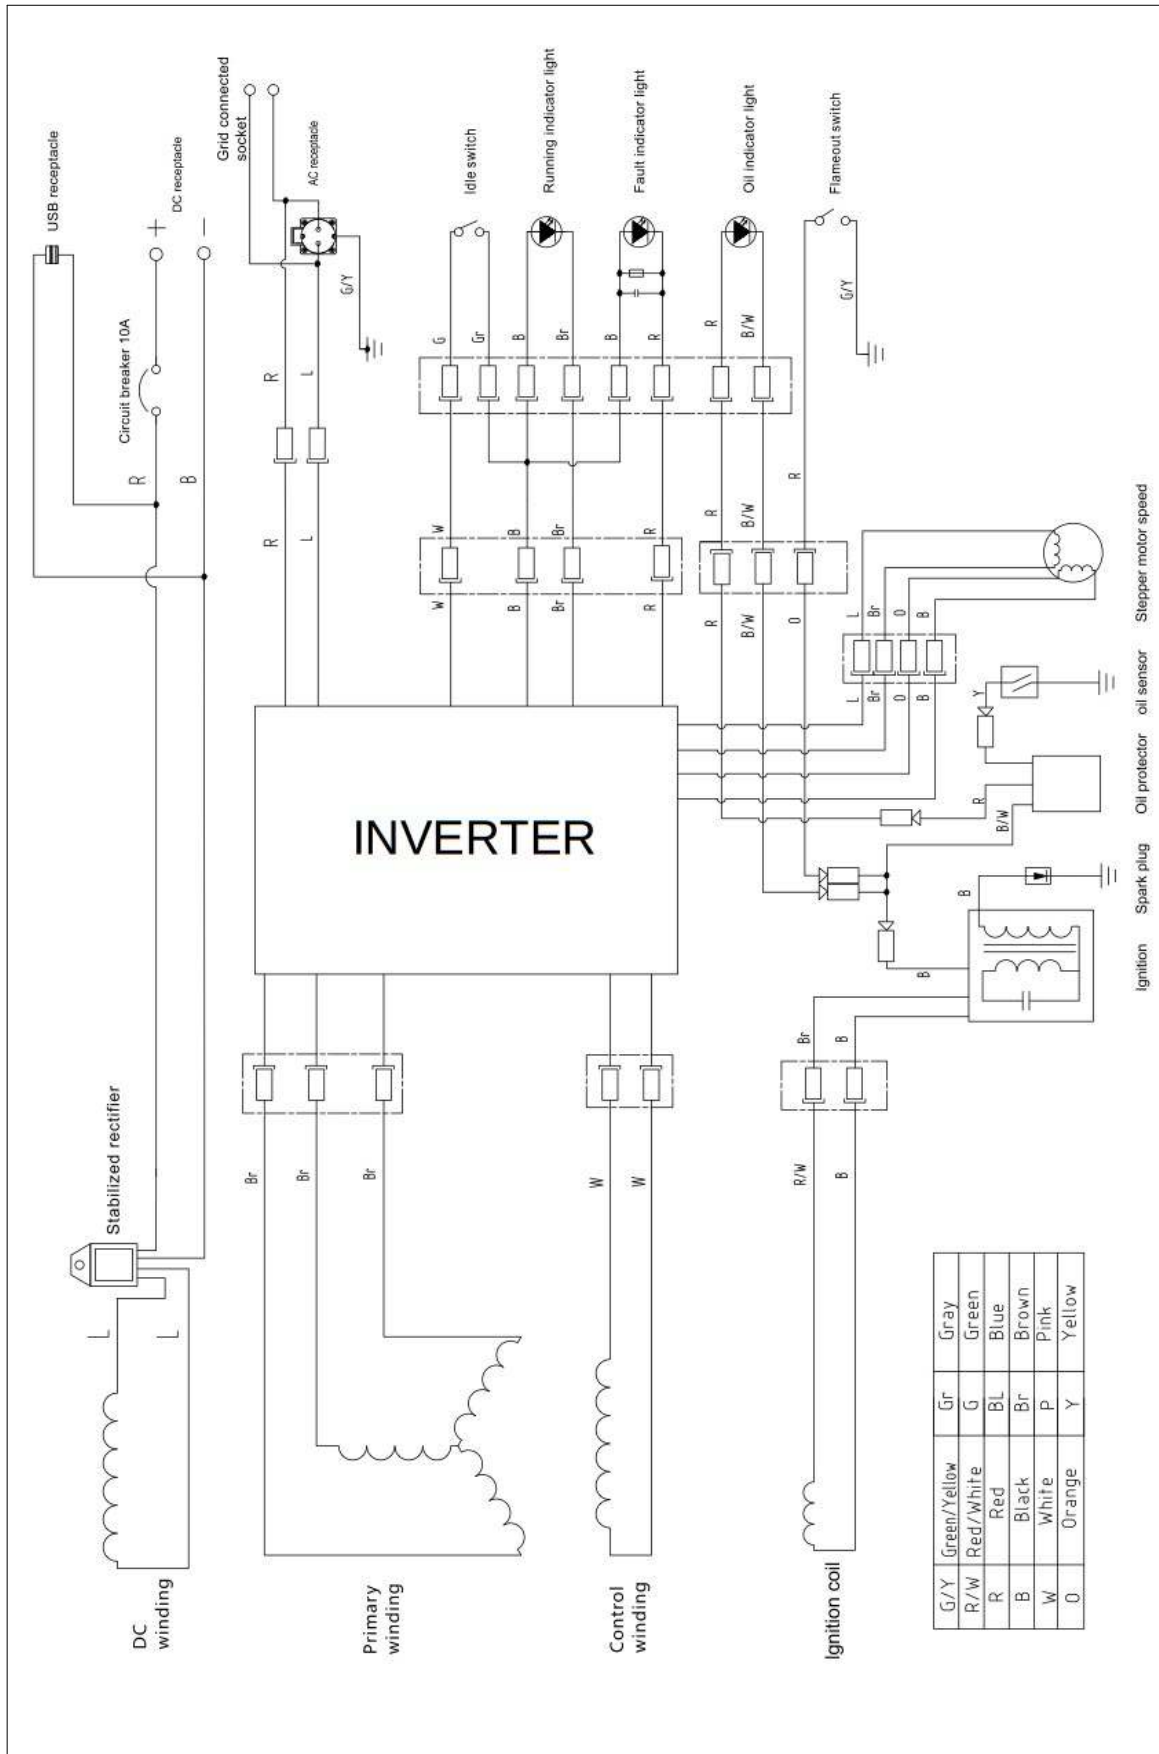 USB receptacle
DC receptacle
+
−
Circuit breaker 10A
R
B
Stabilized rectifier
L
L
DC
winding
Grid connected
socket
AC receptacle
G/Y
R
L
R
L
Idle switch
Running indicator light
Fault indicator light
Oil indicator light
Flameout switch
G
Gr
B
Br
B
R
R
B/W
G/Y
W
B
Br
R
R
B/W
R
W
B
Br
R
R
B/W
O
INVERTER
L
Br
O
B
L
Br
O
B
Y
R
B/W
B
B
Stepper motor speed
oil sensor
Oil protector
Spark plug
Ignition
Br
Br
Br
Primary
winding
W
W
Control
winding
Br
B
R/W
B
Ignition coil
G/Y Green/Yellow Gr Gray
R/W Red/White G Green
R Red BL Blue
B Black Br Brown
W White P Pink
O Orange Y Yellow